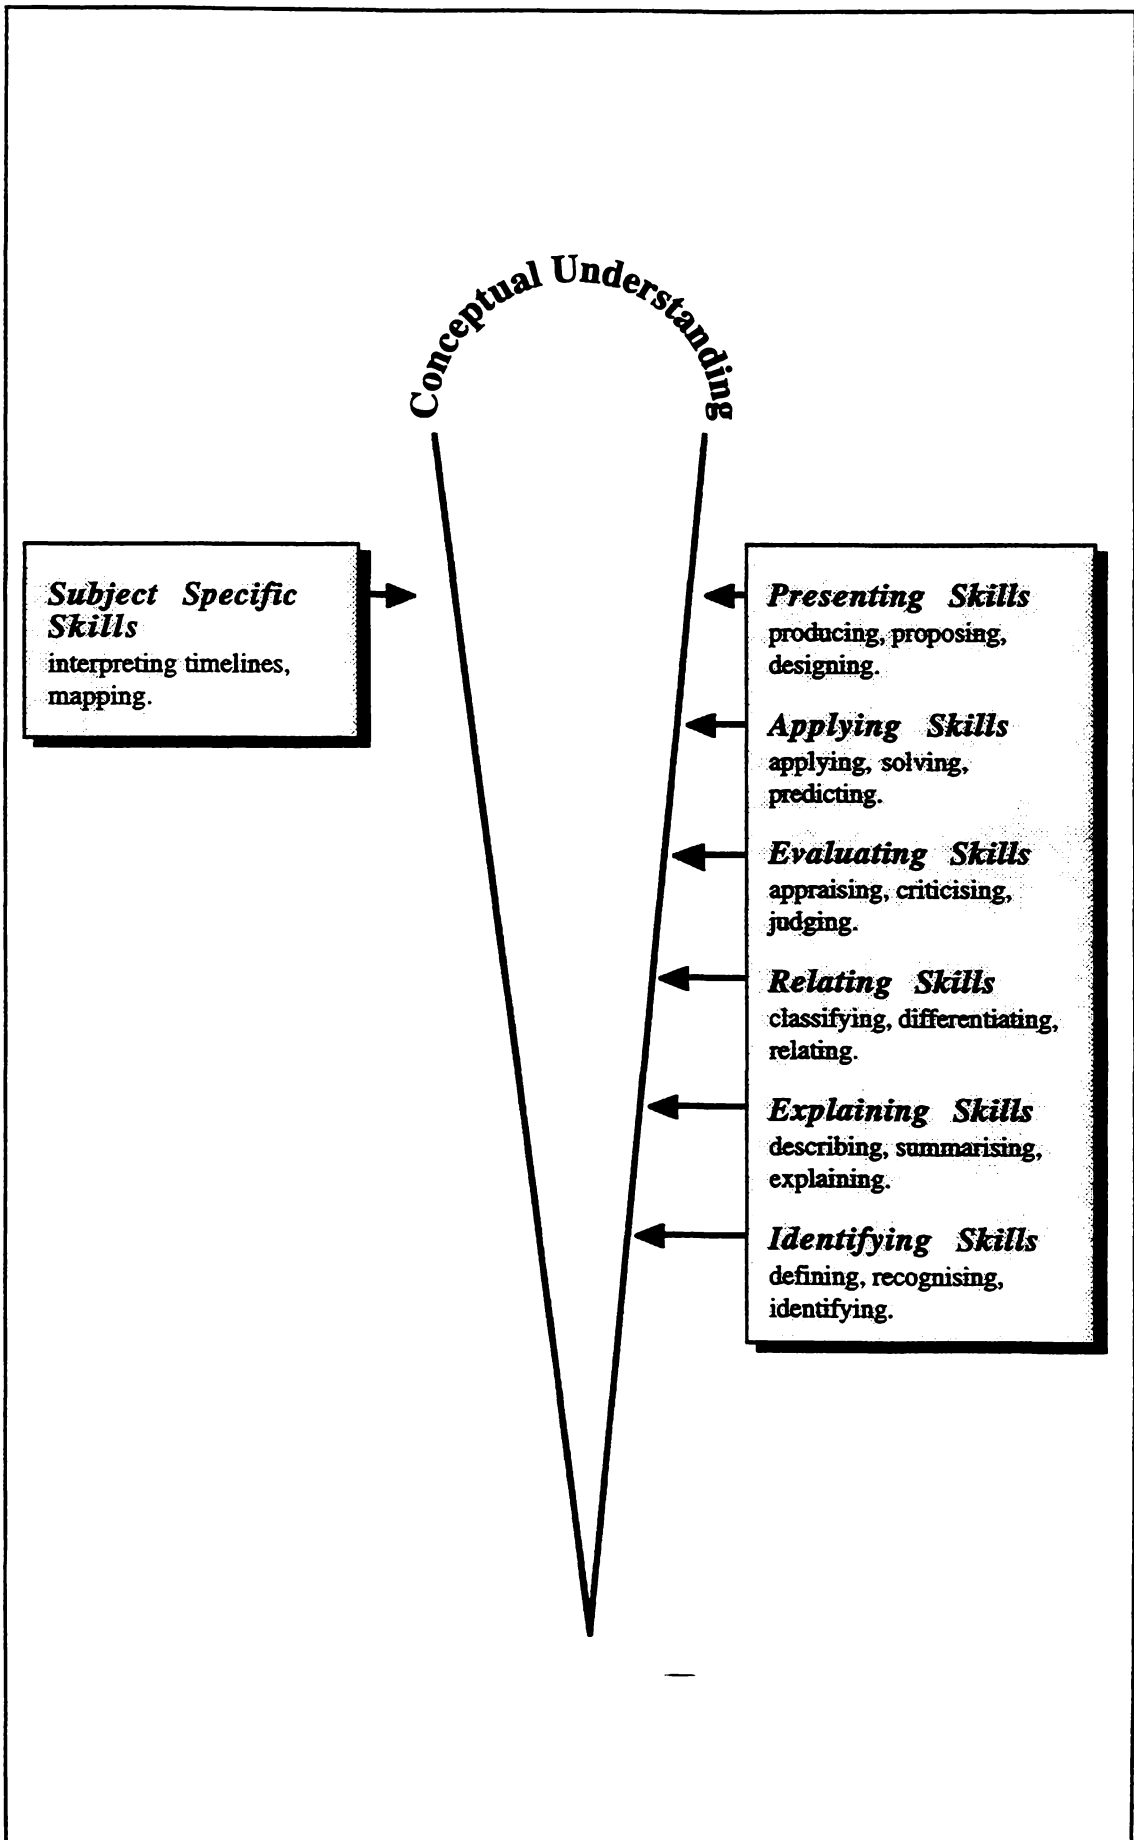 Conceptual Understanding
Subject Specific
Skills
interpreting timelines,
mapping.
Presenting Skills
producing, proposing,
designing.
Applying Skills
applying, solving,
predicting.
Evaluating Skills
appraising, criticising,
judging.
Relating Skills
classifying, differentiating,
relating.
Explaining Skills
describing, summarising,
explaining.
Identifying Skills
defining, recognising,
identifying.